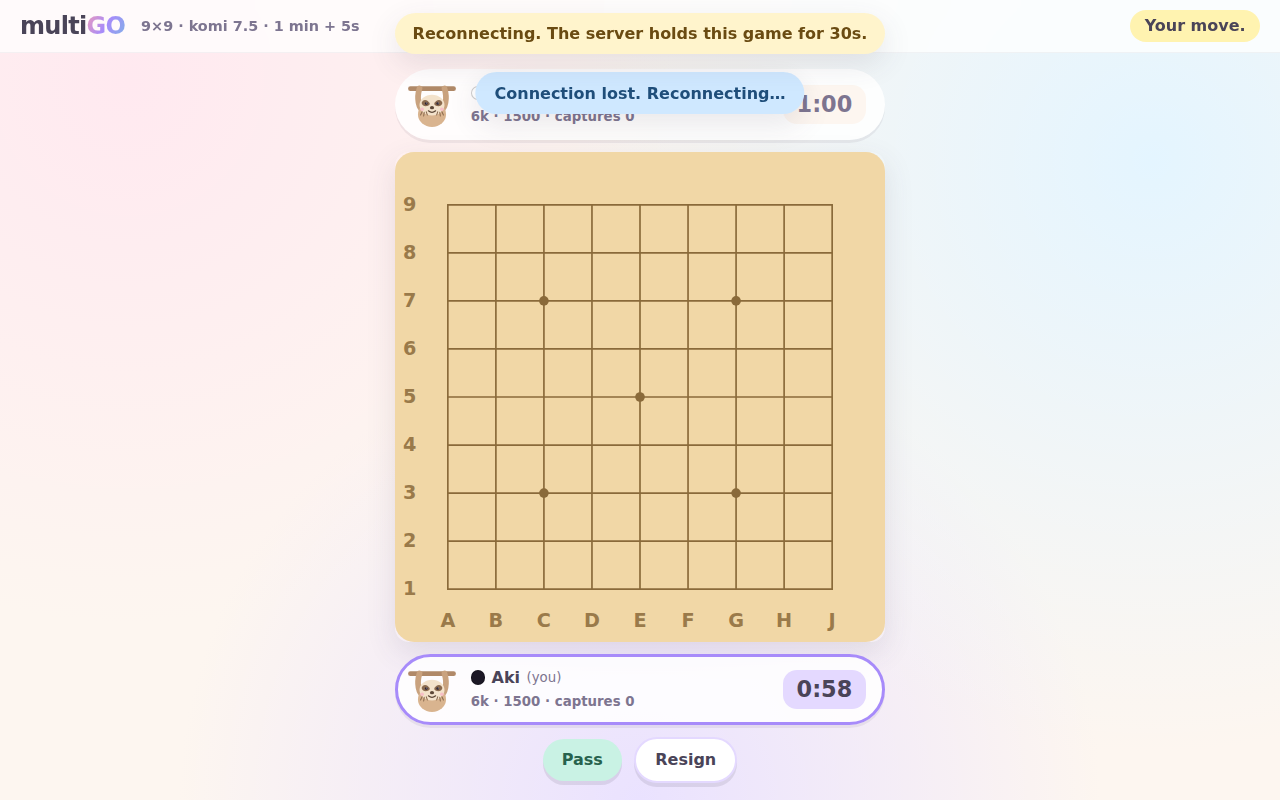 multiGO 9×9 · komi 7.5 · 1 min + 5s
Reconnecting. The server holds this game for 30s.
Your move.
Connection lost. Reconnecting…
6k · 1500 · captures 0
1:00
9
8
7
6
5
4
3
2
1
A B C D E F G H J
Aki (you)
6k · 1500 · captures 0
0:58
Pass Resign